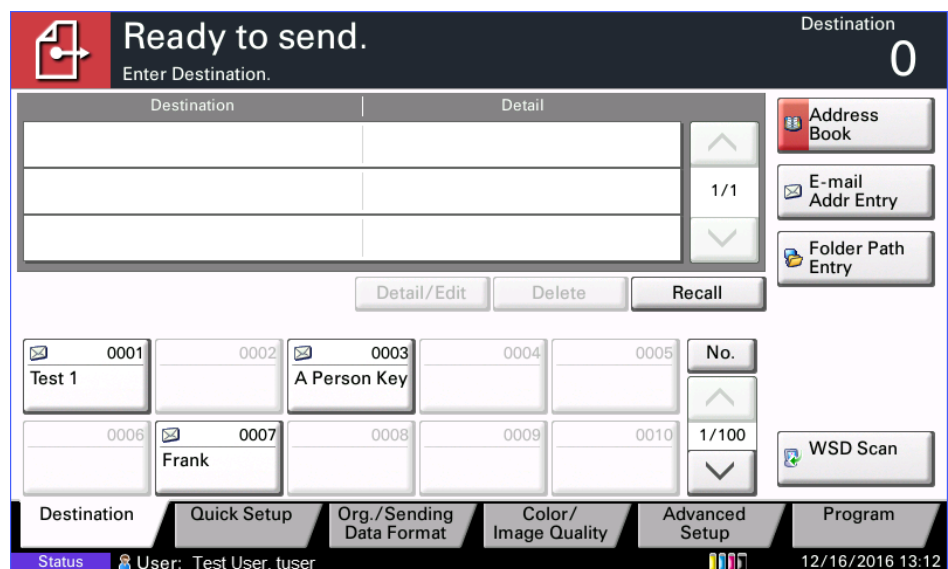 Ready to send.
Enter Destination.
Destination
0
Destination
Detail
1/1
Address
Book
E-mail
Addr Entry
Folder Path
Entry
Detail/Edit
Delete
Recall
0001
Test 1
0002
0003
A Person Key
0004
0005
No.
0006
0007
Frank
0008
0009
0010
1/100
WSD Scan
Destination
Quick Setup
Org./Sending
Data Format
Color/
Image Quality
Advanced
Setup
Program
Status
User: Test User, tuser
12/16/2016 13:12